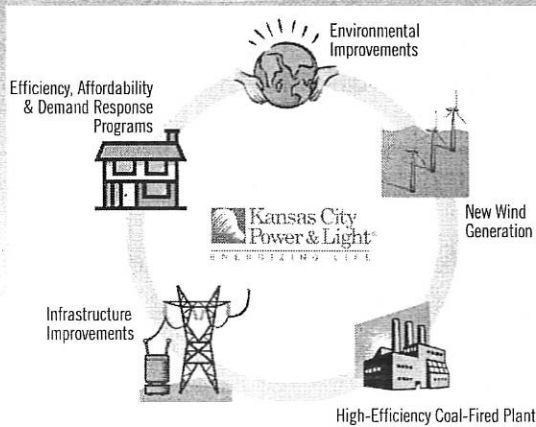 Environmental
Improvements
Efficiency, Affordability
& Demand Response
Programs
New Wind
Generation
Kansas City
Power & Light®
ENERGIZING LIFE
Infrastructure
Improvements
High-Efficiency Coal-Fired Plant